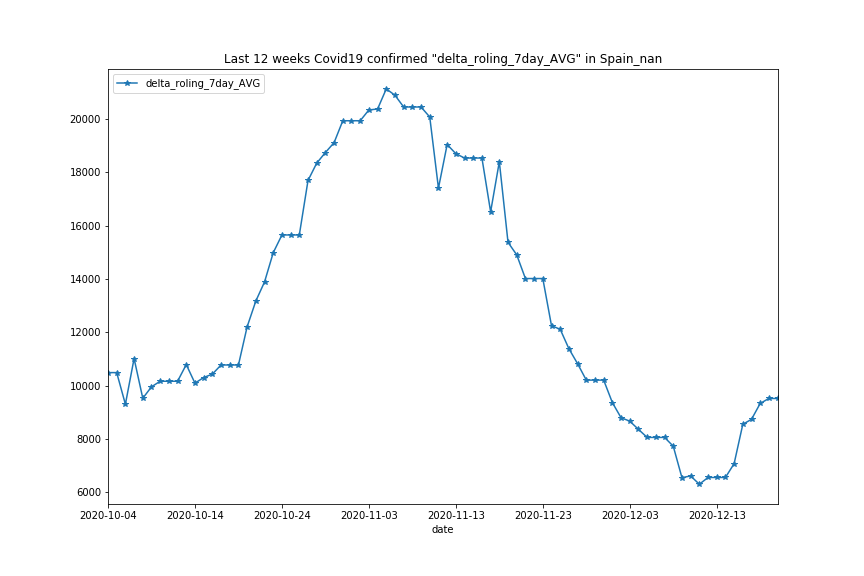 Last 12 weeks Covid19 confirmed "delta_roling_7day_AVG" in Spain_nan
delta_roling_7day_AVG
20000
18000
16000
14000
12000
10000
8000
6000
2020-10-04 2020-10-14 2020-10-24 2020-11-03 2020-11-13 2020-11-23 2020-12-03 2020-12-13
date